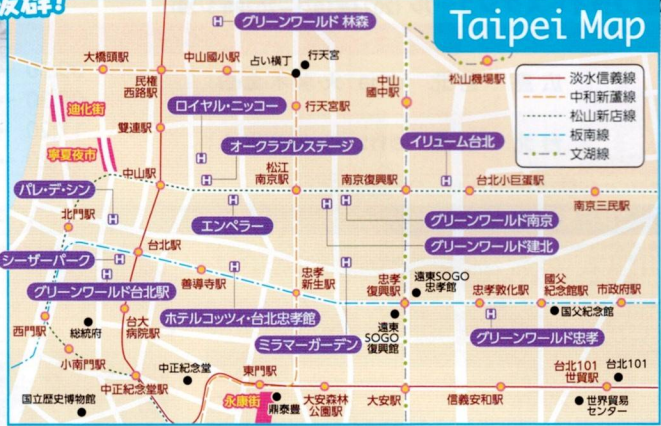 抜群!
Taipei Map
淡水信義線
中和新蘆線
松山新店線
板南線
文湖線
グリーンワールド 林森
大橋頭駅
民權
西路駅
中山國小駅
占い横丁
行天宮
行天宮駅
中山
國中駅
松山機場駅
迪化街
雙連駅
ロイヤル・ニッコー
寧夏夜市
オークラプレステージ
イリューム台北
中山駅
松江
南京駅
南京復興駅
台北小巨蛋駅
南京三民駅
パレ・デ・シン
北門駅
エンペラー
グリーンワールド南京
グリーンワールド建北
台北駅
シーザーパーク
善導寺駅
忠孝
新生駅
忠孝
復興駅
遠東SOGO
忠孝館
忠孝敦化駅
國父
紀念館駅
市政府駅
国父紀念館
グリーンワールド台北駅
ホテルコッツィ・台北忠孝館
遠東
SOGO
復興館
グリーンワールド忠孝
西門駅
総統府
台大
病院駅
ミラマーガーデン
小南門駅
中正紀念堂
中正紀念堂駅
東門駅
国立歴史博物館
永康街
鼎泰豊
大安森林
公園駅
大安駅
信義安和駅
台北101
世貿駅
台北101
世界貿易
センター